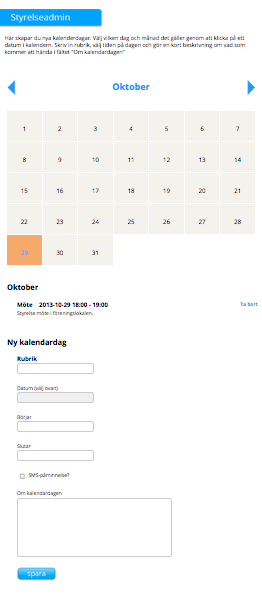 Styrelseadmin
Här skapar du nya kalenderdagar. Välj vilken dag och månad det gäller genom att klicka på ett
datum i kalendern. Skriv in rubrik, välj tiden på dagen och gör en kort beskrivning om vad som
kommer att hända i fältet "Om kalendardagen"
Oktober
1 2 3 4 5 6 7
8 9 10 11 12 13 14
15 16 17 18 19 20 21
22 23 24 25 26 27 28
29 30 31
Oktober
Möte 2013-10-29 18:00 - 19:00 Ta bort
Styrelse möte i föreningslokalen.
Ny kalendardag
Rubrik
Datum (välj ovan)
Börjar
Slutar
SMS-påminnelse?
Om kalendardagen
spara